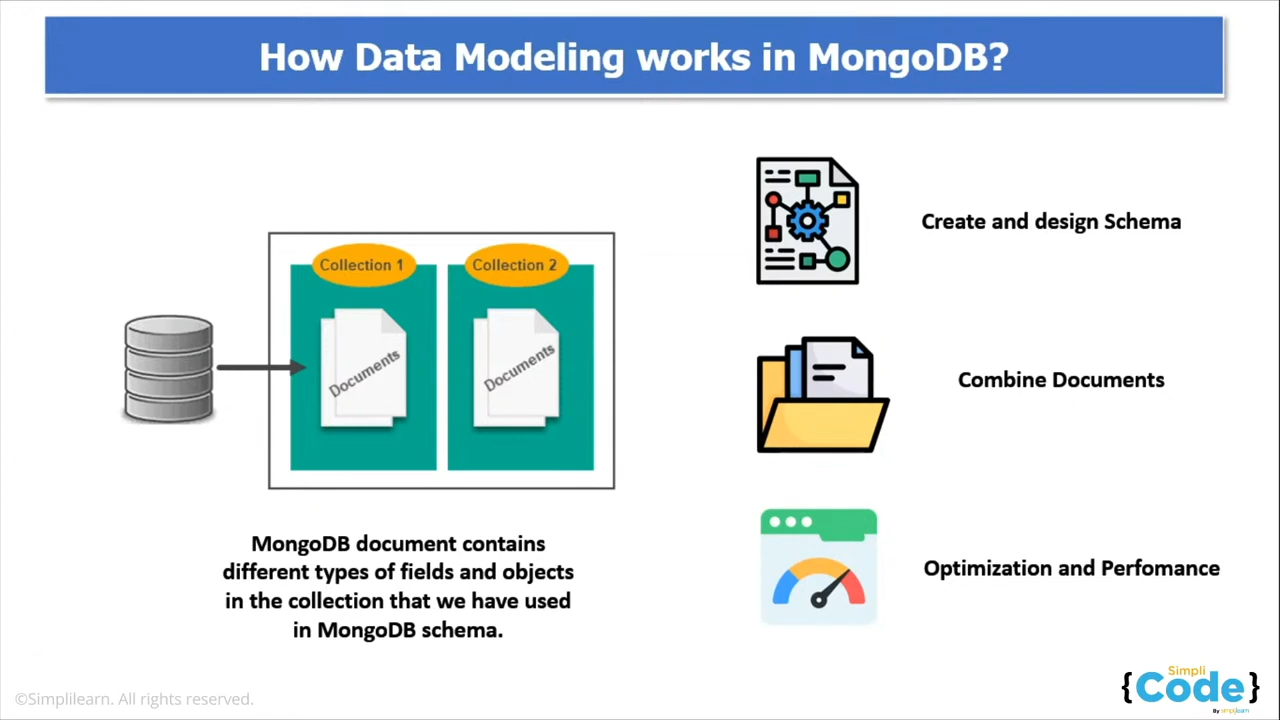 How Data Modeling works in MongoDB?
Collection 1
Collection 2
Documents
Documents
MongoDB document contains
different types of fields and objects
in the collection that we have used
in MongoDB schema.
Create and design Schema
Combine Documents
Optimization and Perfomance
©Simplilearn. All rights reserved.
Simpli
{Code}
By simplilearn